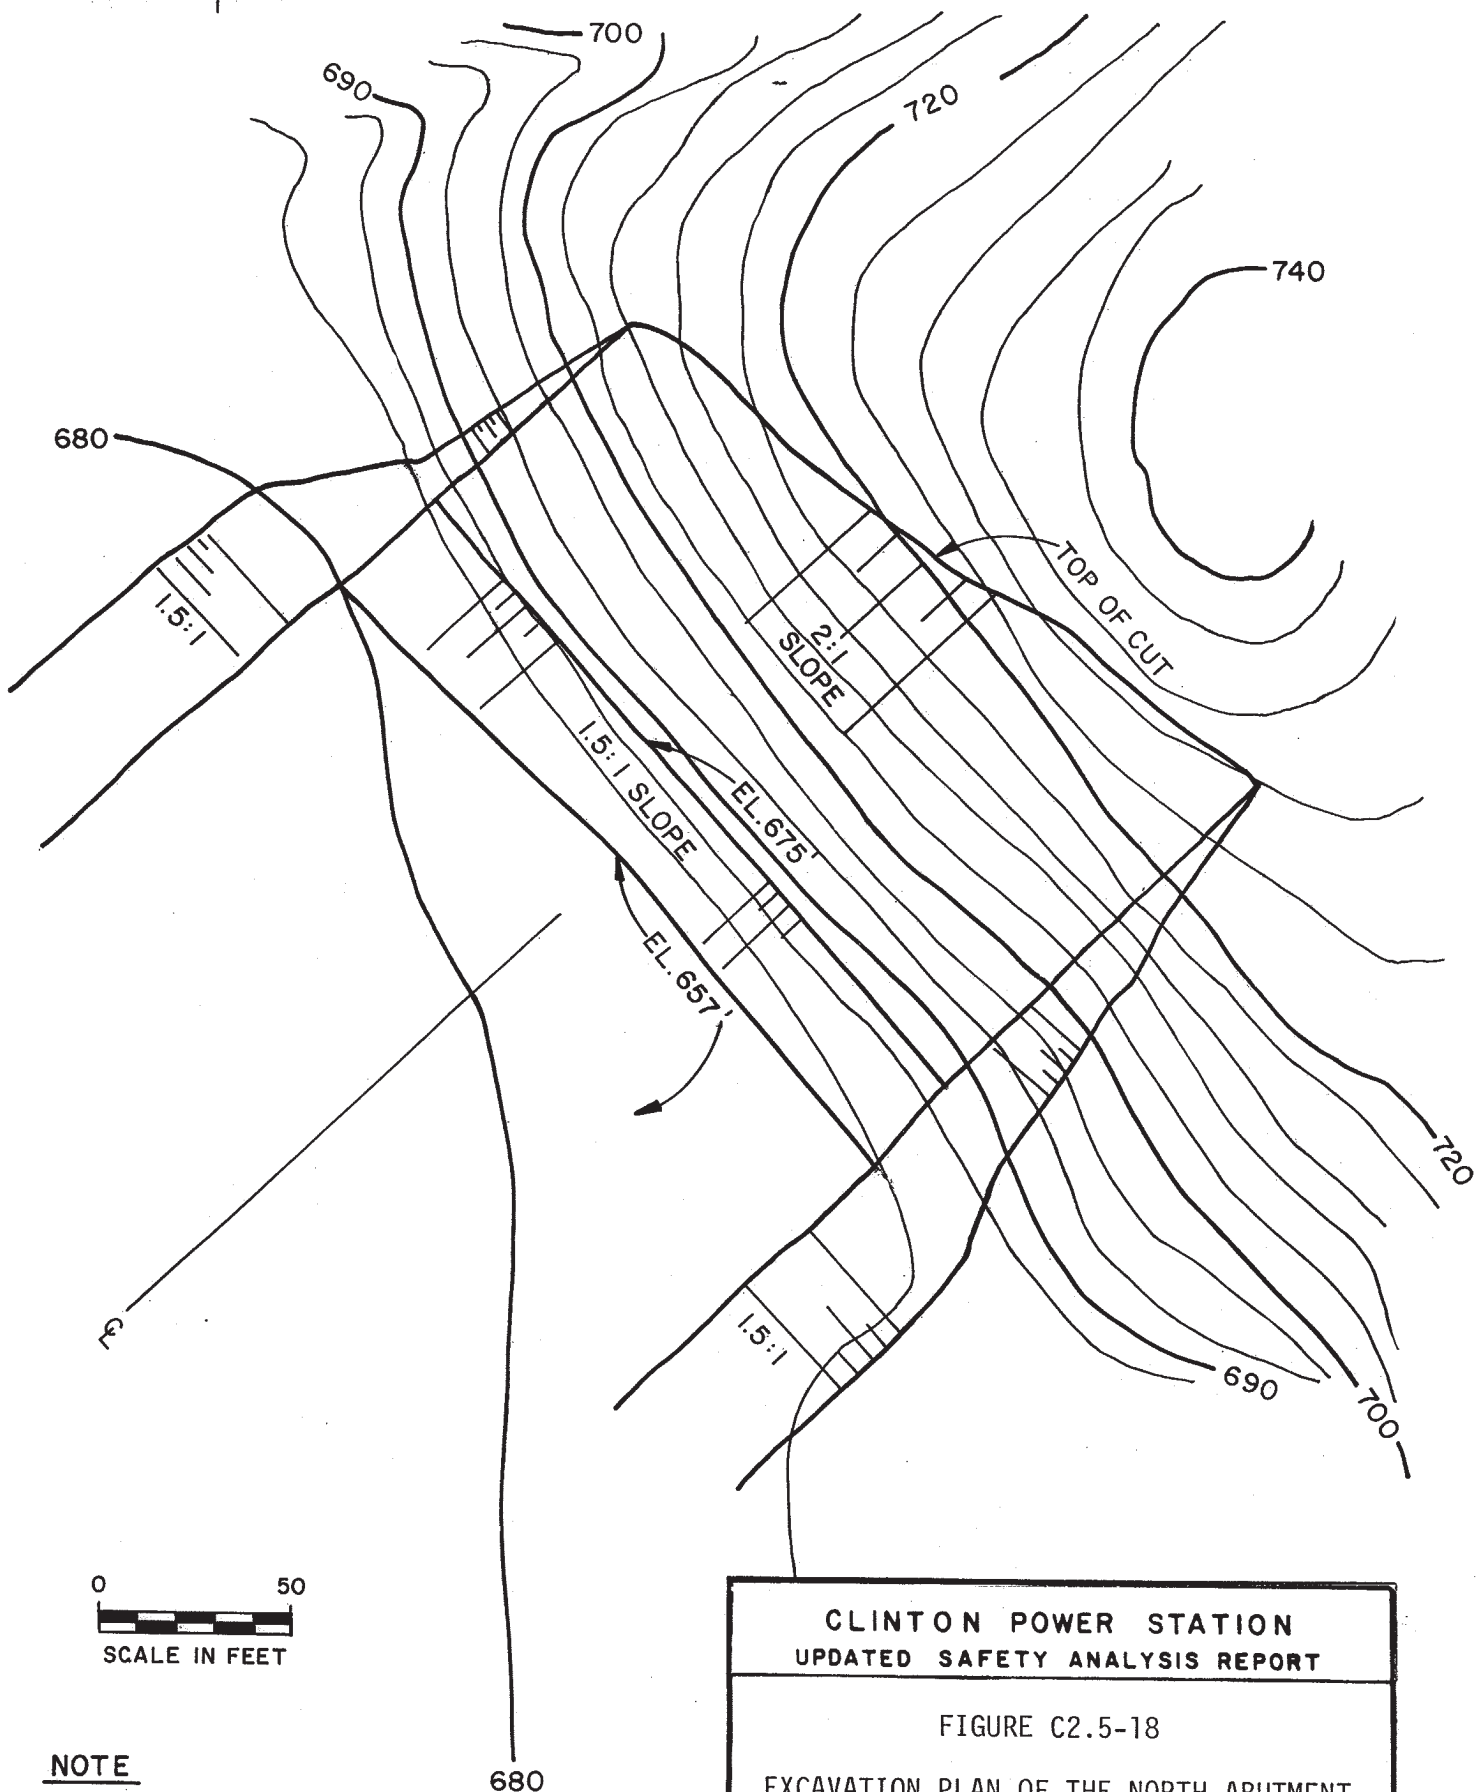 700
690
720
740
680
TOP OF CUT
1.5:1
2:1
SLOPE
1.5:1 SLOPE
EL.675'
EL.657'
℄
1.5:1
720
690
700
0 50
SCALE IN FEET
CLINTON POWER STATION
UPDATED SAFETY ANALYSIS REPORT
FIGURE C2.5-18
EXCAVATION PLAN OF THE NORTH ABUTMENT
NOTE
680